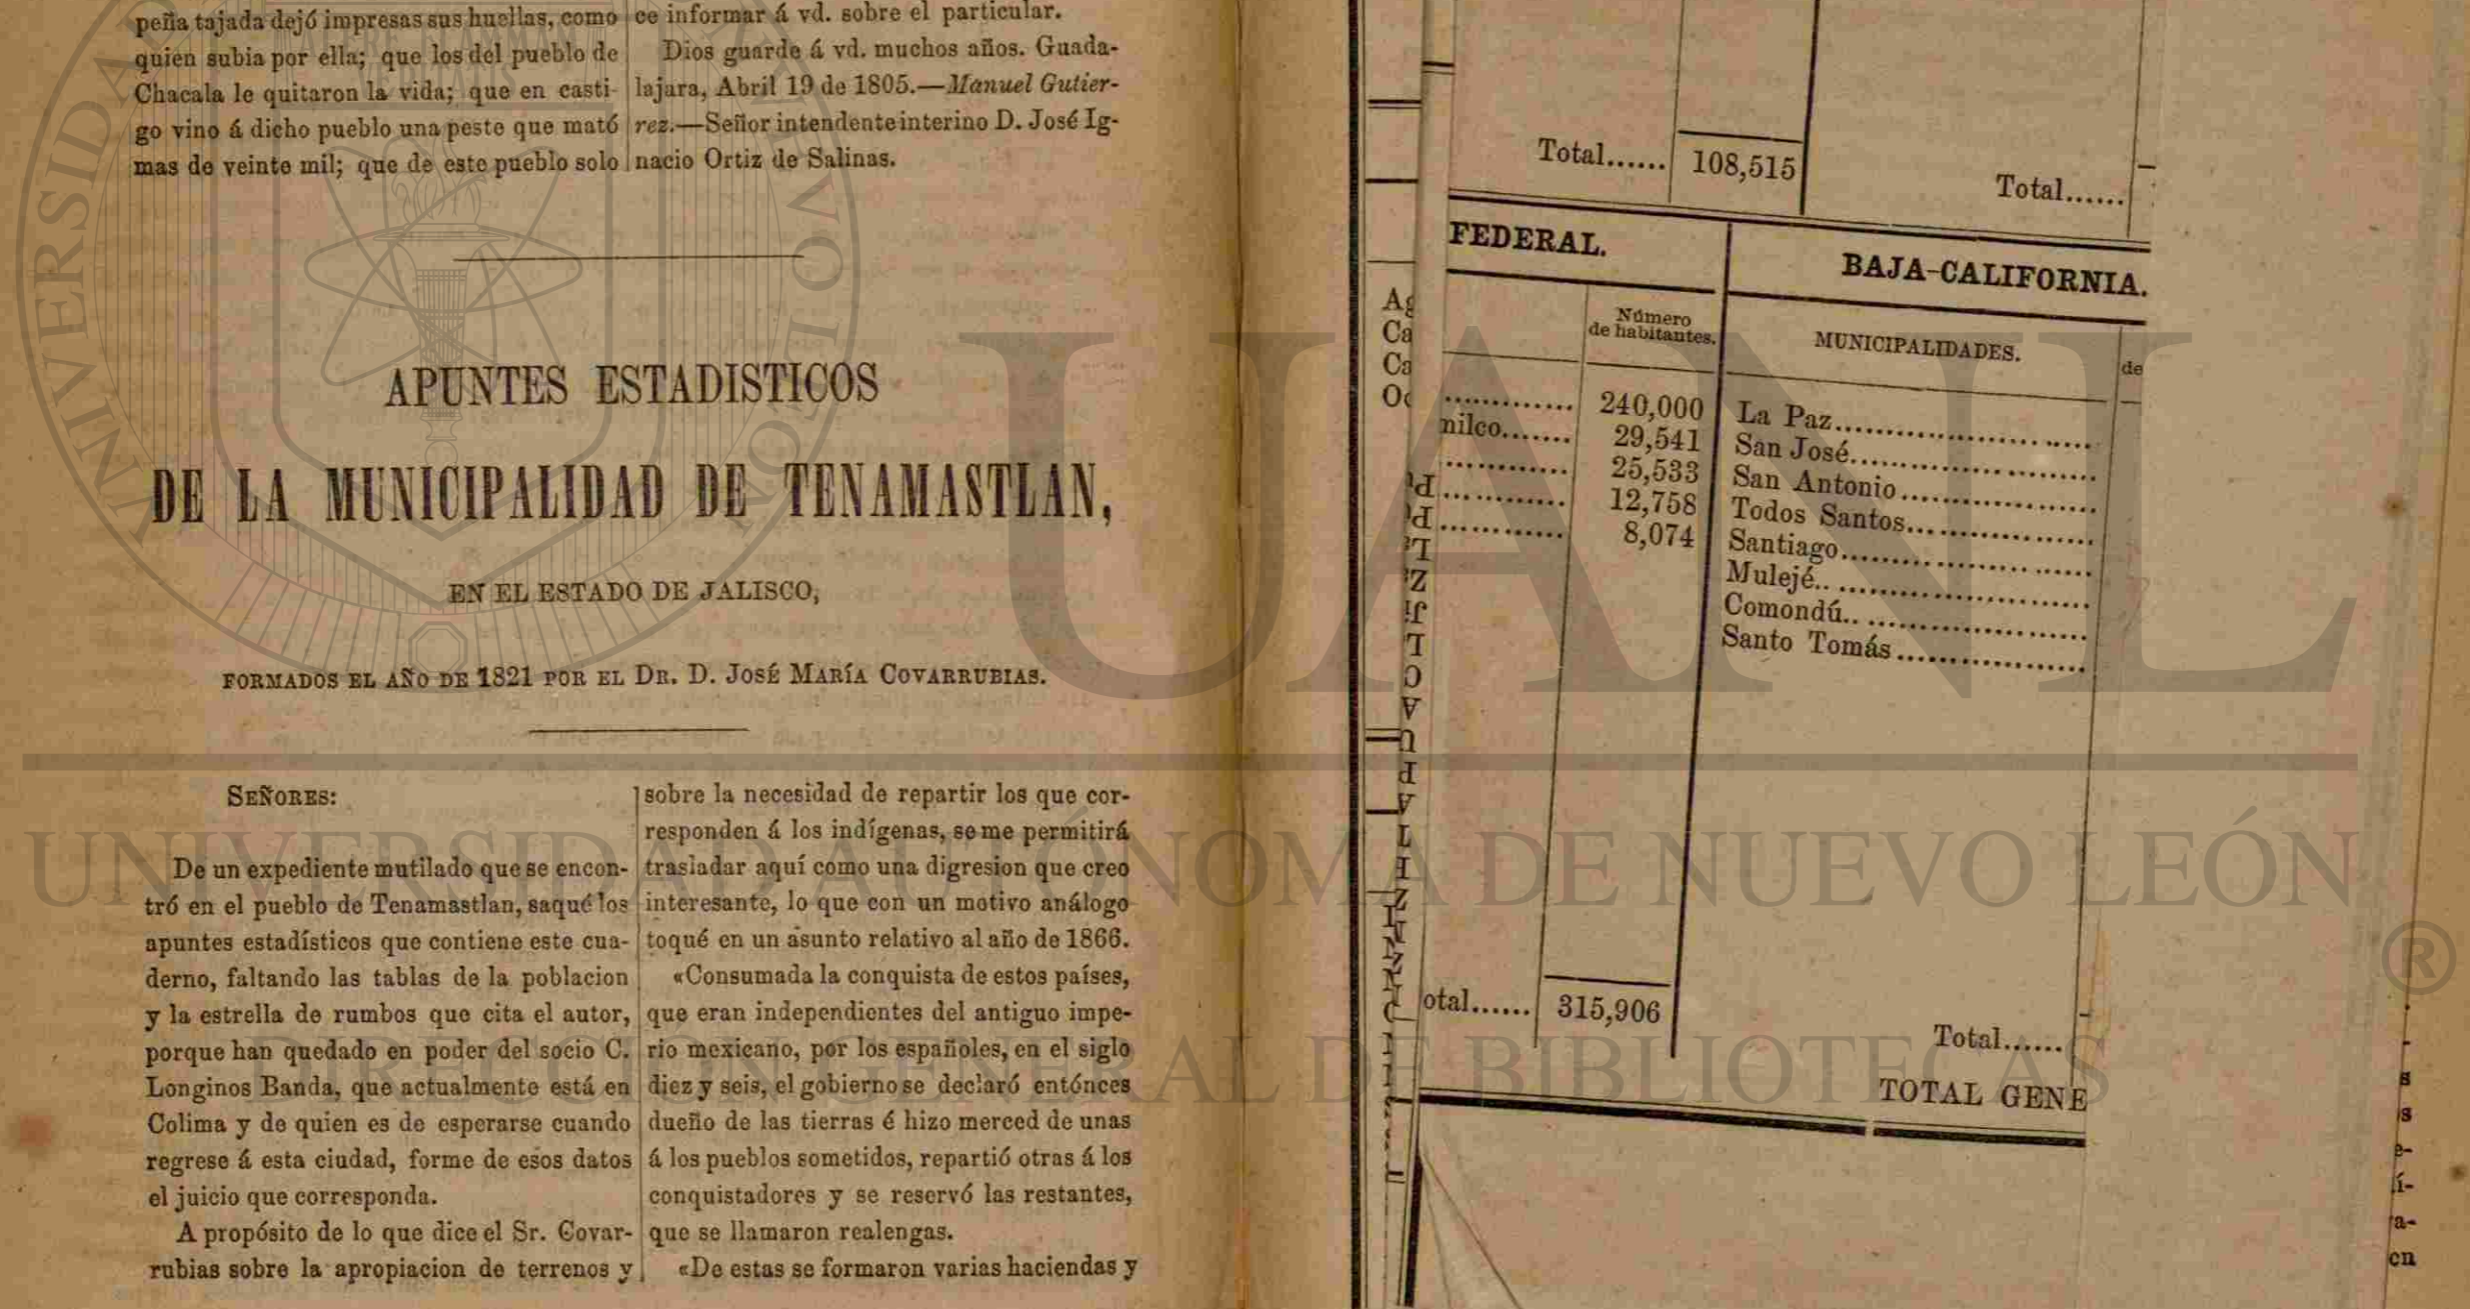 peña tajada dejó impresas sus huellas, como
quien subia por ella; que los del pueblo de
Chacala le quitaron la vida; que en casti-
go vino á dicho pueblo una peste que mató
mas de veinte mil; que de este pueblo solo
ce informar á vd. sobre el particular.
Dios guarde á vd. muchos años. Guada-
lajara, Abril 19 de 1805.—Manuel Gutier-
rez.—Señor intendente interino D. José Ig-
nacio Ortiz de Salinas.
APUNTES ESTADISTICOS
DE LA MUNICIPALIDAD DE TENAMASTLAN,
EN EL ESTADO DE JALISCO,
FORMADOS EL AÑO DE 1821 POR EL DR. D. JOSÉ MARÍA COVARRUBIAS.
SEÑORES:
De un expediente mutilado que se encon-
tró en el pueblo de Tenamastlan, saqué los
apuntes estadísticos que contiene este cua-
derno, faltando las tablas de la poblacion
y la estrella de rumbos que cita el autor,
porque han quedado en poder del socio C.
Longinos Banda, que actualmente está en
Colima y de quien es de esperarse cuando
regrese á esta ciudad, forme de esos datos
el juicio que corresponda.
A propósito de lo que dice el Sr. Covar-
rubias sobre la apropiacion de terrenos y
sobre la necesidad de repartir los que cor-
responden á los indígenas, se me permitirá
trasladar aquí como una digresion que creo
interesante, lo que con un motivo análogo
toqué en un asunto relativo al año de 1866.
«Consumada la conquista de estos países,
que eran independientes del antiguo impe-
rio mexicano, por los españoles, en el siglo
diez y seis, el gobierno se declaró entónces
dueño de las tierras é hizo merced de unas
á los pueblos sometidos, repartió otras á los
conquistadores y se reservó las restantes,
que se llamaron realengas.
«De estas se formaron varias haciendas y
Total...... 108,515
Total......
FEDERAL.
Número
de habitantes.
............. 240,000
nilco....... 29,541
............ 25,533
............ 12,758
............ 8,074
otal...... 315,906
BAJA-CALIFORNIA.
MUNICIPALIDADES.
de
La Paz.........................
San José.......................
San Antonio..................
Todos Santos.................
Santiago.......................
Mulejé.. .......................
Comondú.. ....................
Santo Tomás..................
Total......
TOTAL GENE
Ag
Ca
Ca
Oc
s
s
e-
í-
a-
en
UANL
UNIVERSIDAD AUTÓNOMA DE NUEVO LEÓN
®
DIRECCIÓN GENERAL DE BIBLIOTECAS